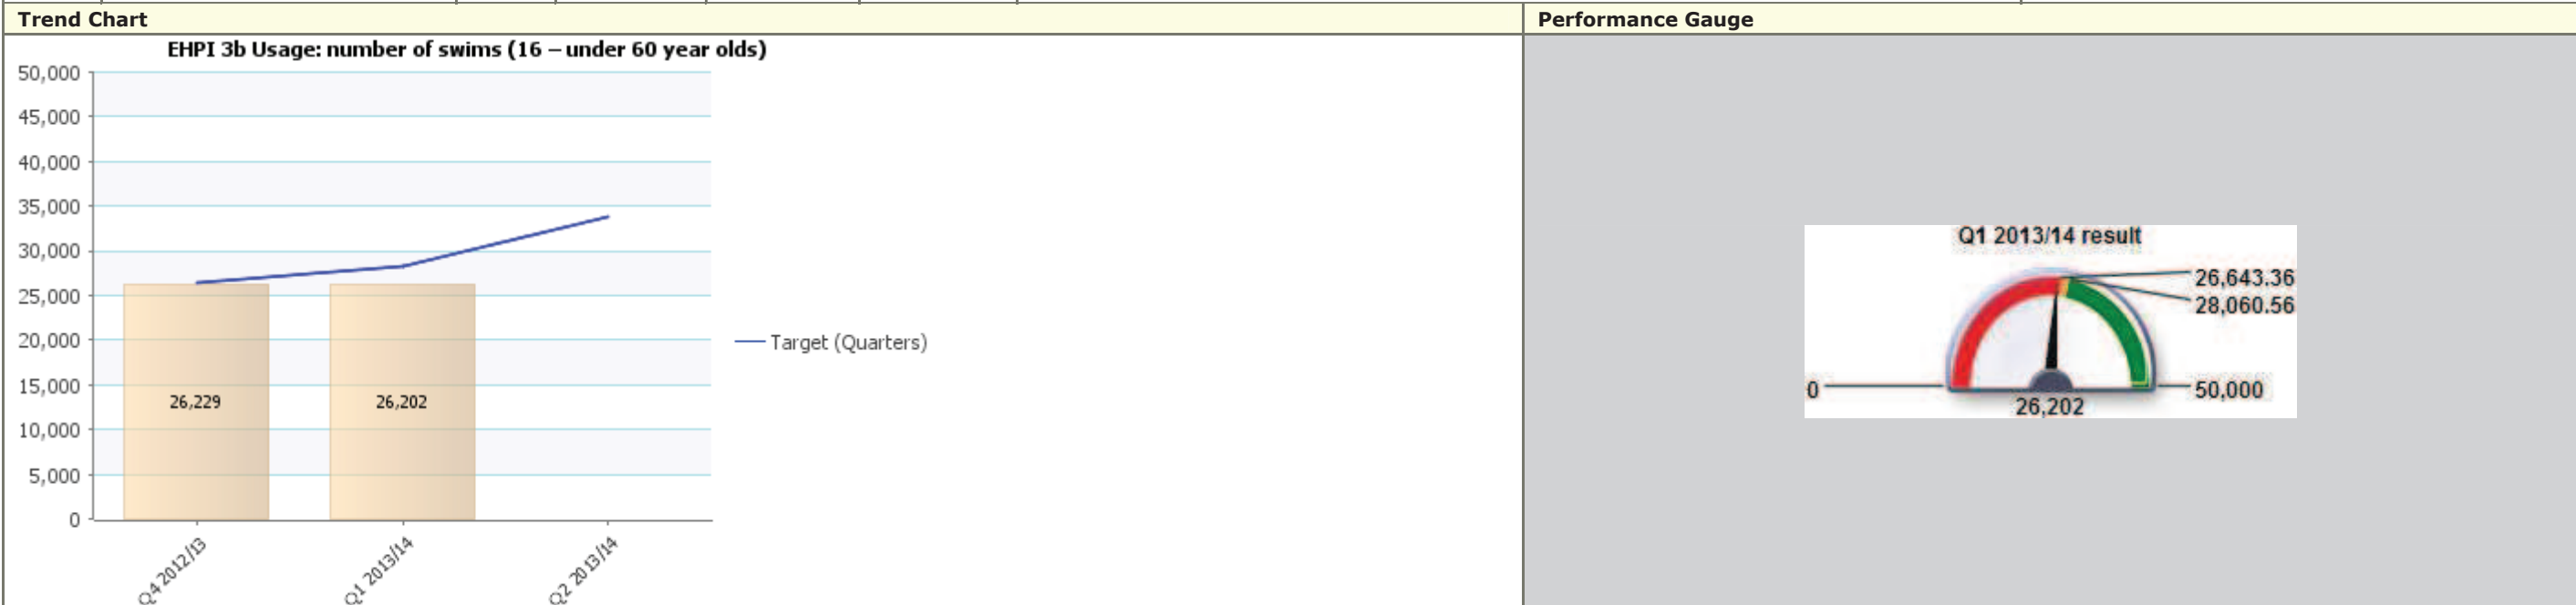 Trend Chart
Performance Gauge
EHPI 3b Usage: number of swims (16 – under 60 year olds)
50,000
45,000
40,000
35,000
30,000
25,000
20,000
15,000
10,000
5,000
0
26,229
26,202
Q4 2012/13
Q1 2013/14
Q2 2013/14
Target (Quarters)
Q1 2013/14 result
26,643.36
28,060.56
0
50,000
26,202